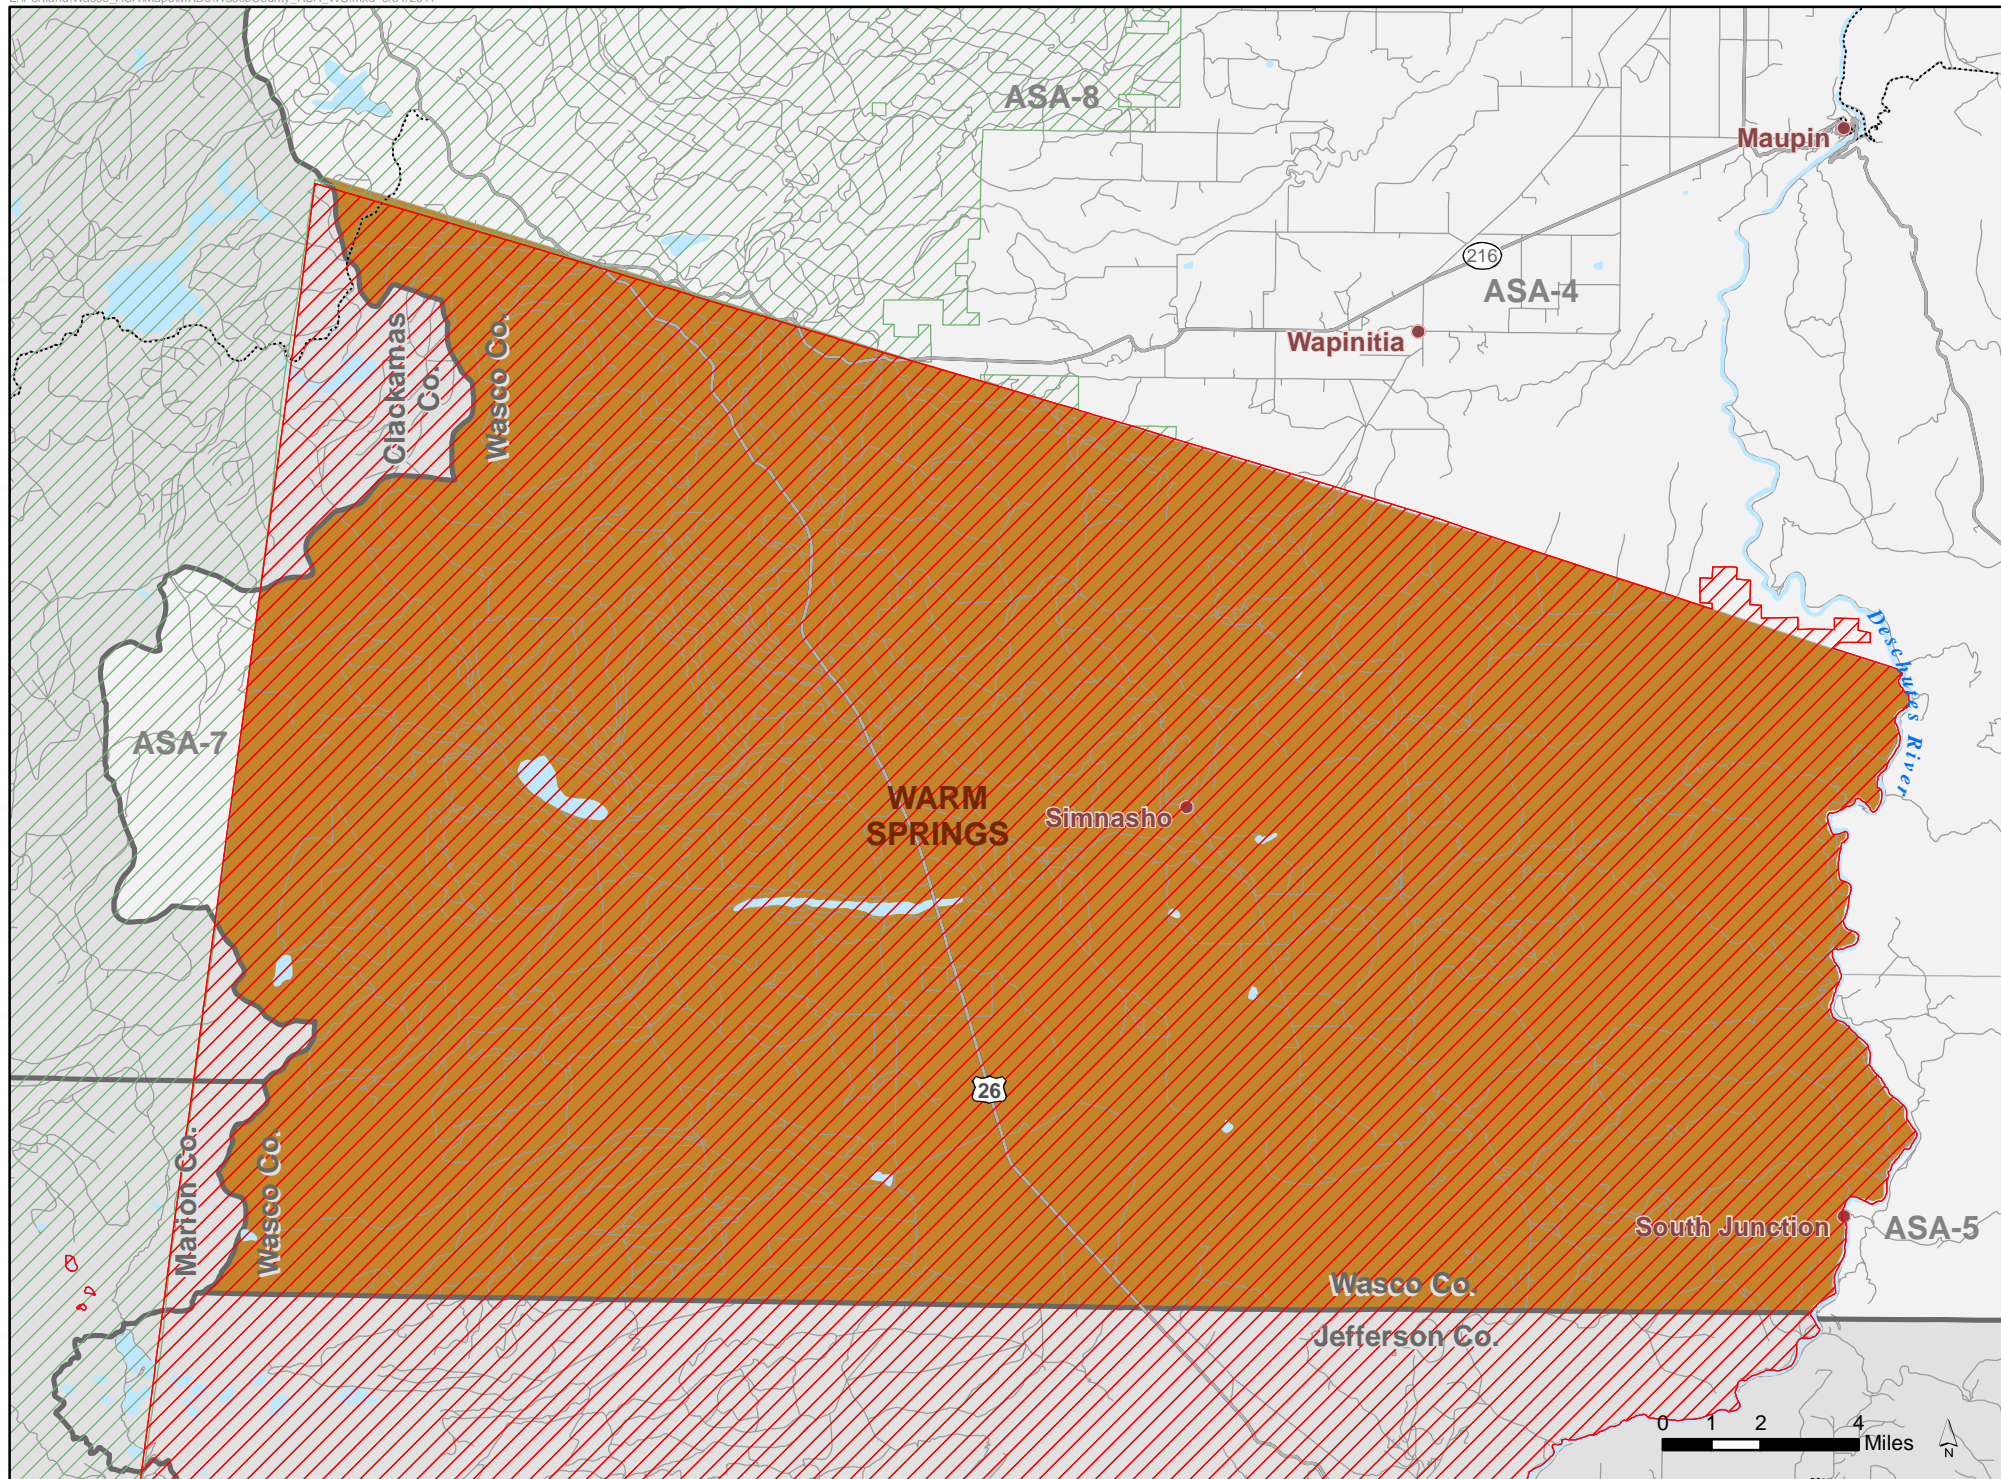 ASA-8
Maupin
216
ASA-4
Wapinitia
Clackamas
Co.
Wasco Co.
Deschutes River
ASA-7
WARM
SPRINGS
Simnasho
26
Marion Co.
Wasco Co.
South Junction
ASA-5
Wasco Co.
Jefferson Co.
0 1 2 4
Miles
N